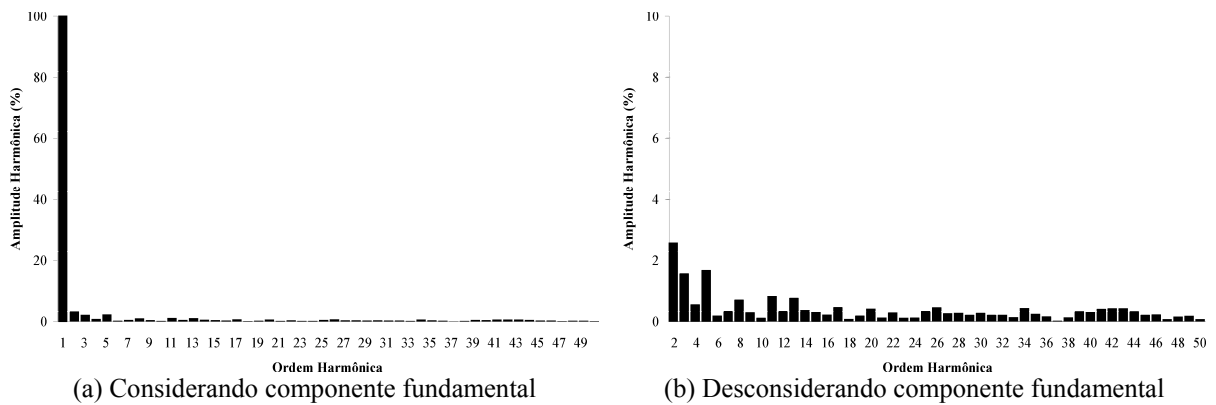 100
80
60
40
20
0
Amplitude Harmônica (%)
1 3 5 7 9 11 13 15 17 19 21 23 25 27 29 31 33 35 37 39 41 43 45 47 49
Ordem Harmônica
(a) Considerando componente fundamental
10
8
6
4
2
0
Amplitude Harmônica (%)
2 4 6 8 10 12 14 16 18 20 22 24 26 28 30 32 34 36 38 40 42 44 46 48 50
Ordem Harmônica
(b) Desconsiderando componente fundamental